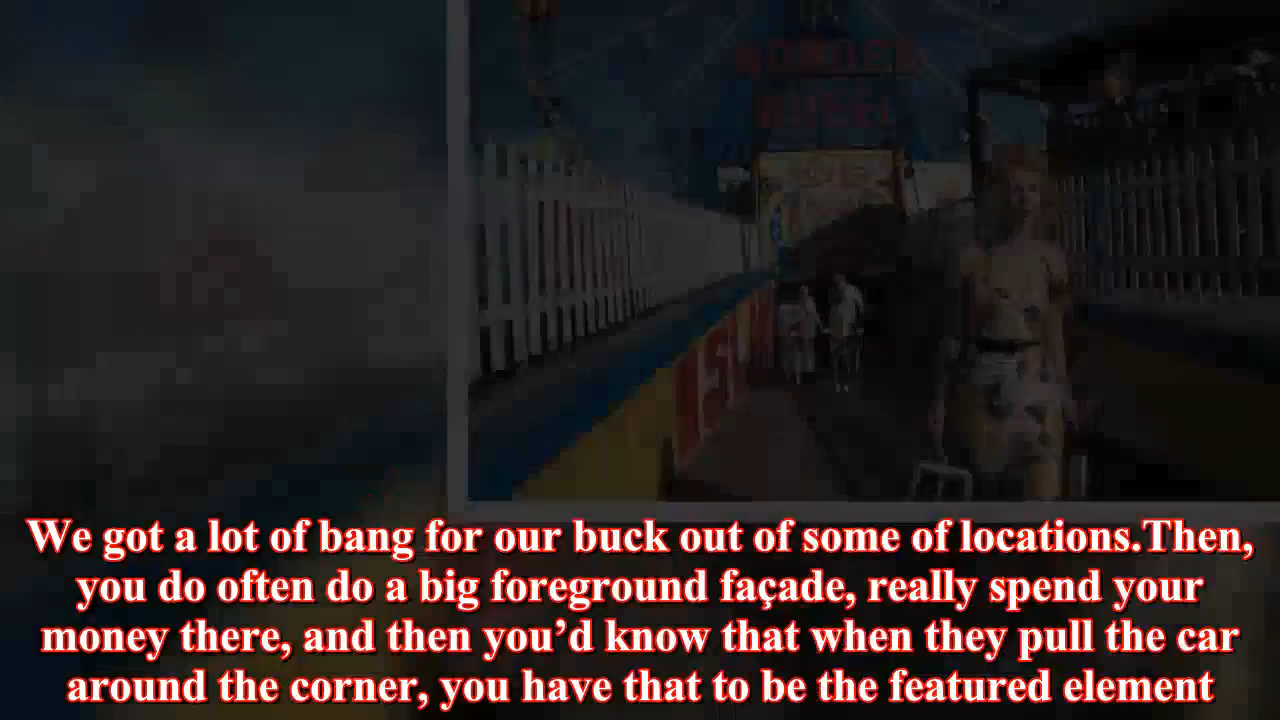 WHEEL
We got a lot of bang for our buck out of some of locations.Then,
you do often do a big foreground façade, really spend your
money there, and then you’d know that when they pull the car
around the corner, you have that to be the featured element